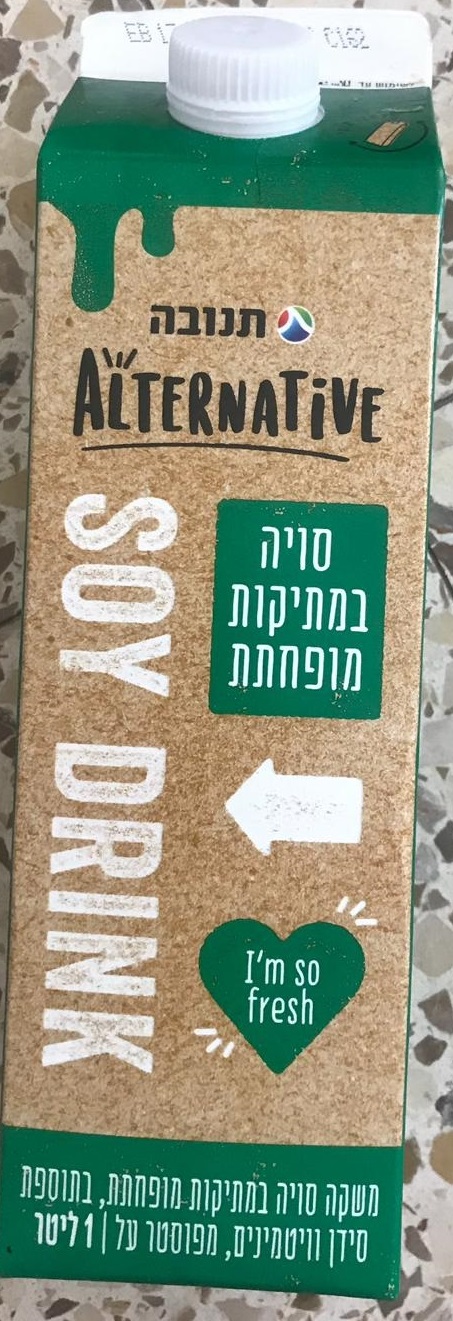 תנובה
ALTERNATIVE
SOY DRINK
סויה
במתיקות
מופחתת
I'm so
fresh
משקה סויה במתיקות מופחתת, בתוספת
סידן וויטמינים, מפוסטר על | 1 ליטר